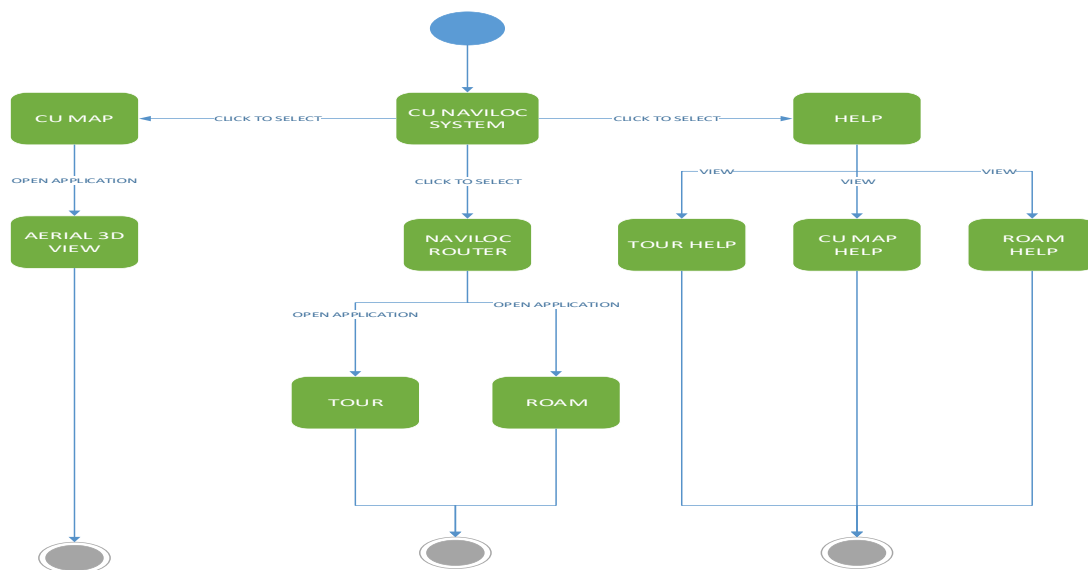 CU MAP
CLICK TO SELECT
CU NAVILOC
SYSTEM
CLICK TO SELECT
HELP
OPEN APPLICATION
CLICK TO SELECT
VIEW
VIEW
VIEW
AERIAL 3D
VIEW
NAVILOC
ROUTER
TOUR HELP
CU MAP
HELP
ROAM
HELP
OPEN APPLICATION
OPEN APPLICATION
TOUR
ROAM